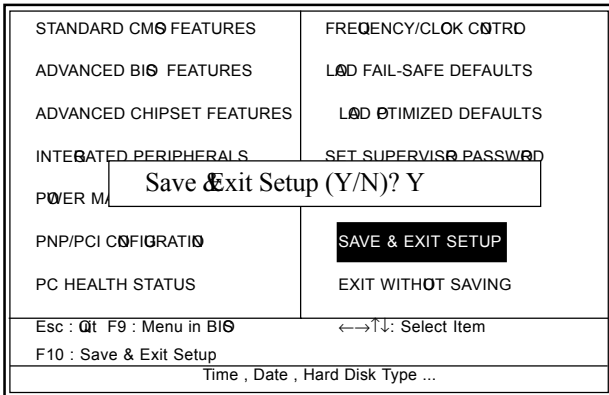 STANDARD CMOS FEATURES
ADVANCED BIOS FEATURES
ADVANCED CHIPSET FEATURES
INTEGRATED PERIPHERALS
POWER MA
PNP/PCI CONFIGURATION
PC HEALTH STATUS
FREQUENCY/CLOCK CONTROL
LOAD FAIL-SAFE DEFAULTS
LOAD OPTIMIZED DEFAULTS
SET SUPERVISOR PASSWORD
Save & Exit Setup (Y/N)? Y
SAVE & EXIT SETUP
EXIT WITHOUT SAVING
Esc : Quit F9 : Menu in BIOS ←→↑↓: Select Item
F10 : Save & Exit Setup
Time , Date , Hard Disk Type ...